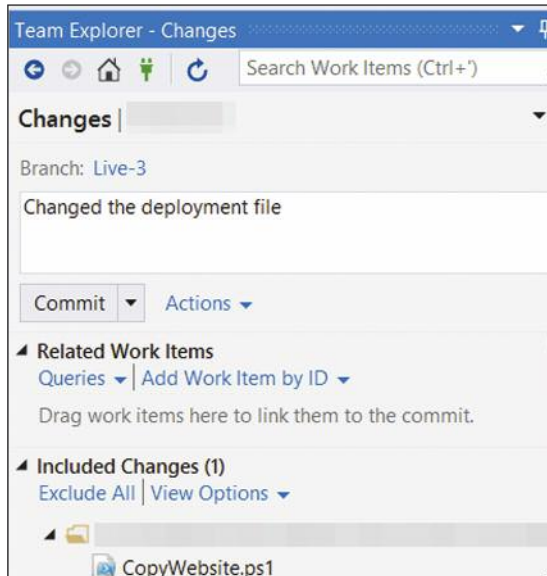 Team Explorer - Changes
Search Work Items (Ctrl+')
Changes |
Branch: Live-3
Changed the deployment file
Commit Actions
Related Work Items
Queries | Add Work Item by ID
Drag work items here to link them to the commit.
Included Changes (1)
Exclude All | View Options
CopyWebsite.ps1